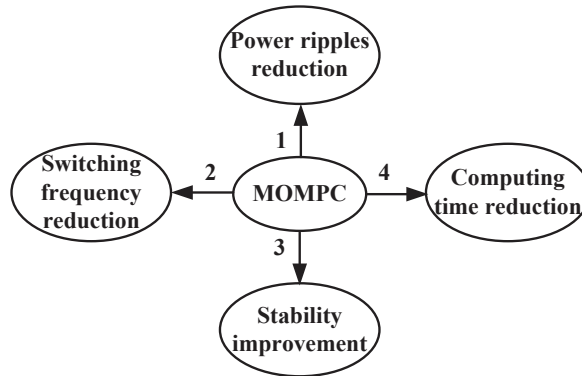 Power ripples
reduction
1
Switching
frequency
reduction
2
MOMPC
4
Computing
time reduction
3
Stability
improvement